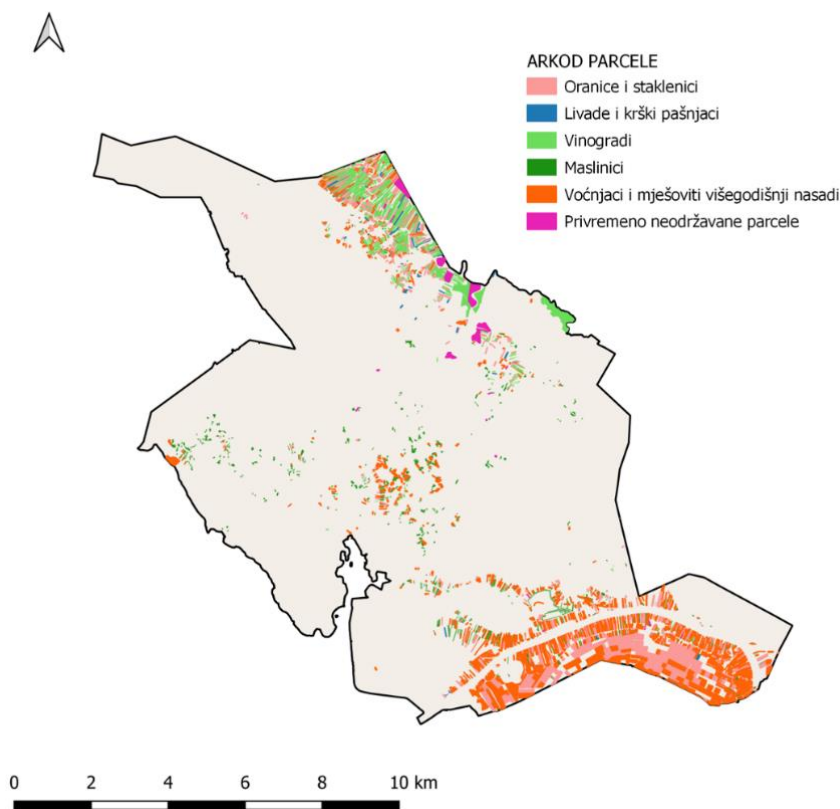 ARKOD PARCELE
Oranice i staklenici
Livade i krški pašnjaci
Vinogradi
Maslinici
Voćnjaci i mješoviti višegodišnji nasadi
Privremeno neodržavane parcele
0 2 4 6 8 10 km